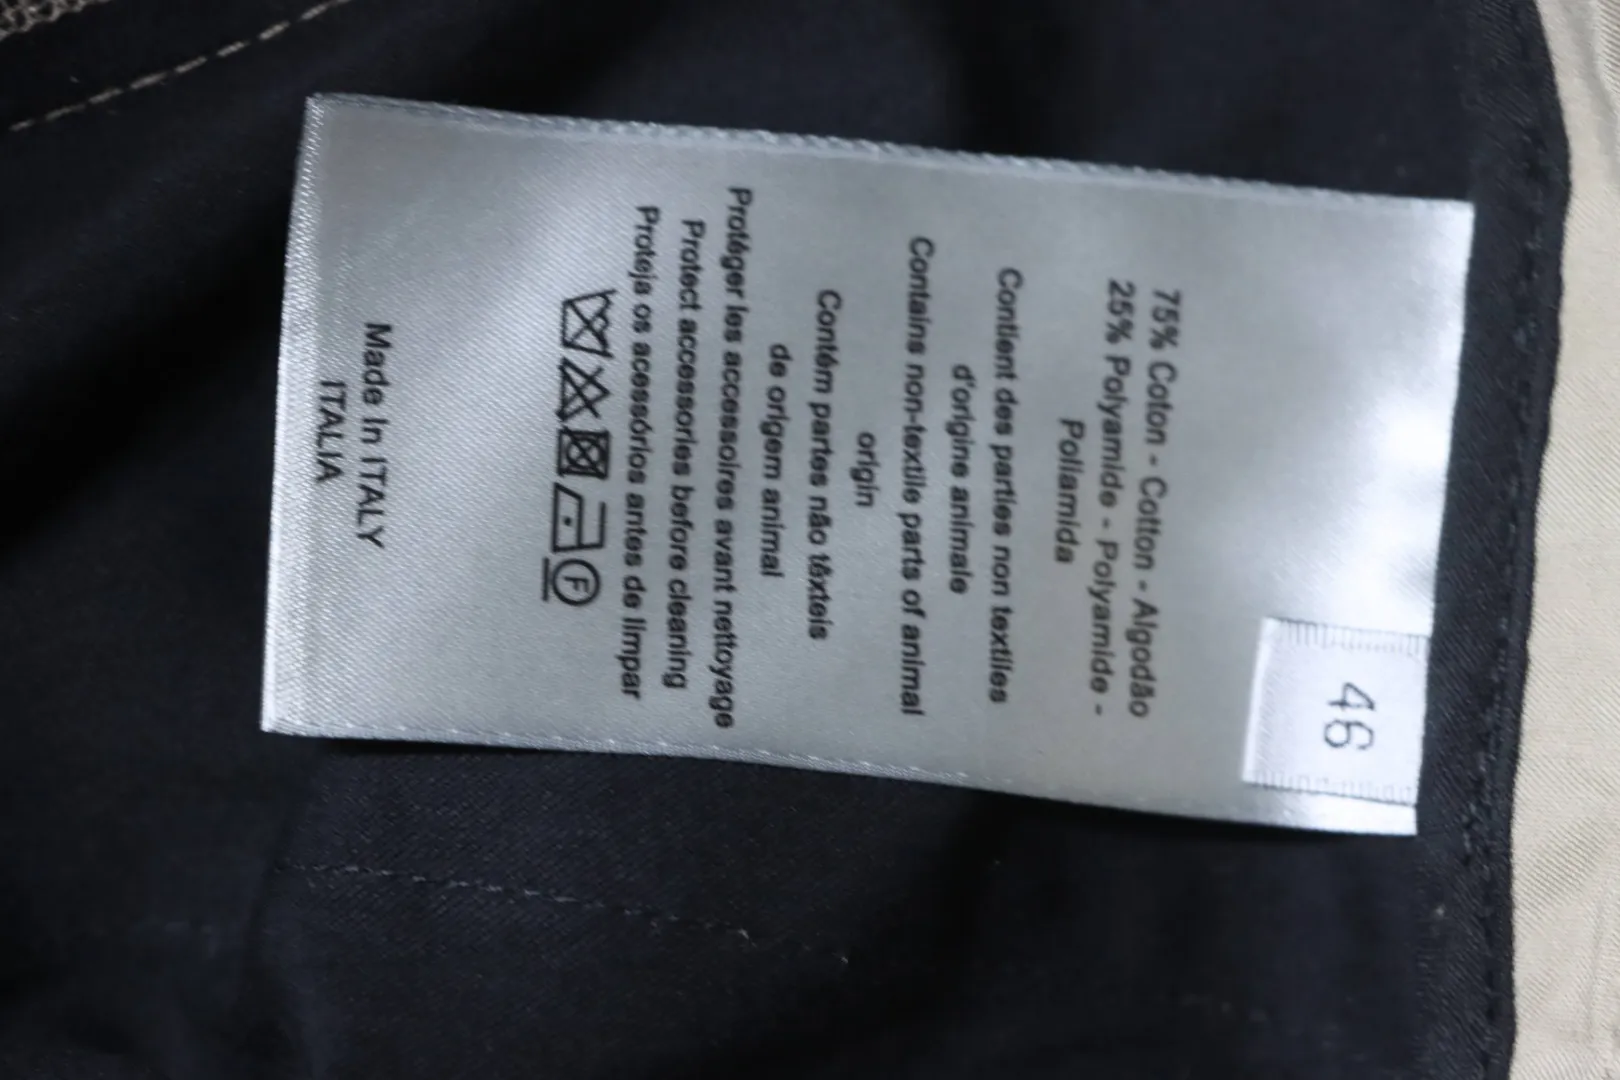 46
75% Coton - Cotton - Algodão
25% Polyamide - Polyamide -
Poliamida
Contient des parties non textiles
d'origine animale
Contains non-textile parts of animal
origin
Contém partes não têxteis
de origem animal
Protéger les accessoires avant nettoyage
Protect accessories before cleaning
Proteja os acessórios antes de limpar
F
Made In ITALY
ITALIA